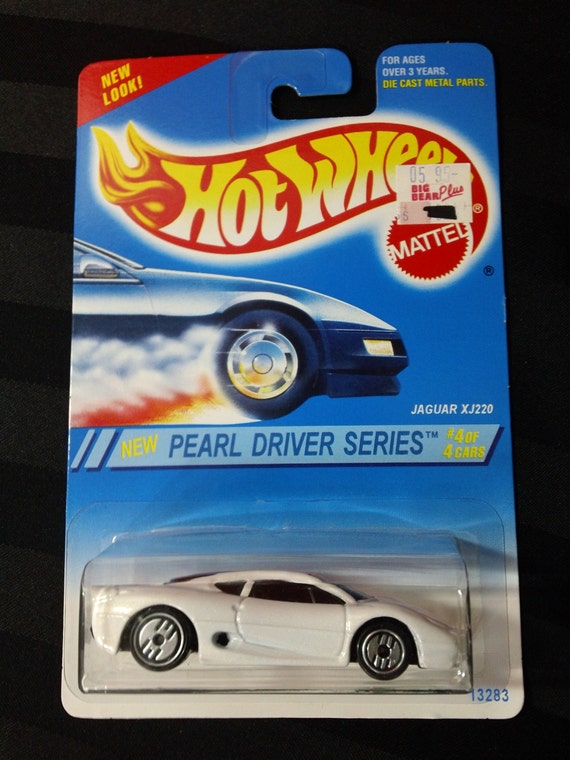 NEW
LOOK!
FOR AGES
OVER 3 YEARS.
DIE CAST METAL PARTS.
HOT WHEELS
®
05.95-
BIG
BEAR Plus
MATTEL
®
JAGUAR XJ220
NEW PEARL DRIVER SERIES™ #4 OF
4 CARS
13283